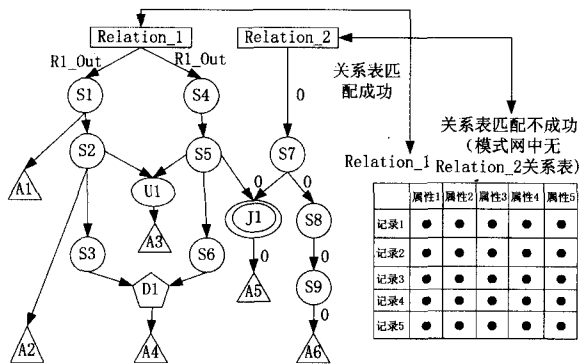 Relation_1
Relation_2
R1_Out
R1_Out
0
关系表匹
配成功
S1
S4
关系表匹配不成功
(模式网中无
Relation_2关系表)
Relation_1
S2
S5
S7
A1
U1
0
0
J1
S8
A3
S3
S6
0
0
D1
A5
S9
0
A2
A4
A6
属性1
属性2
属性3
属性4
属性5
记录1
记录2
记录3
记录4
记录5